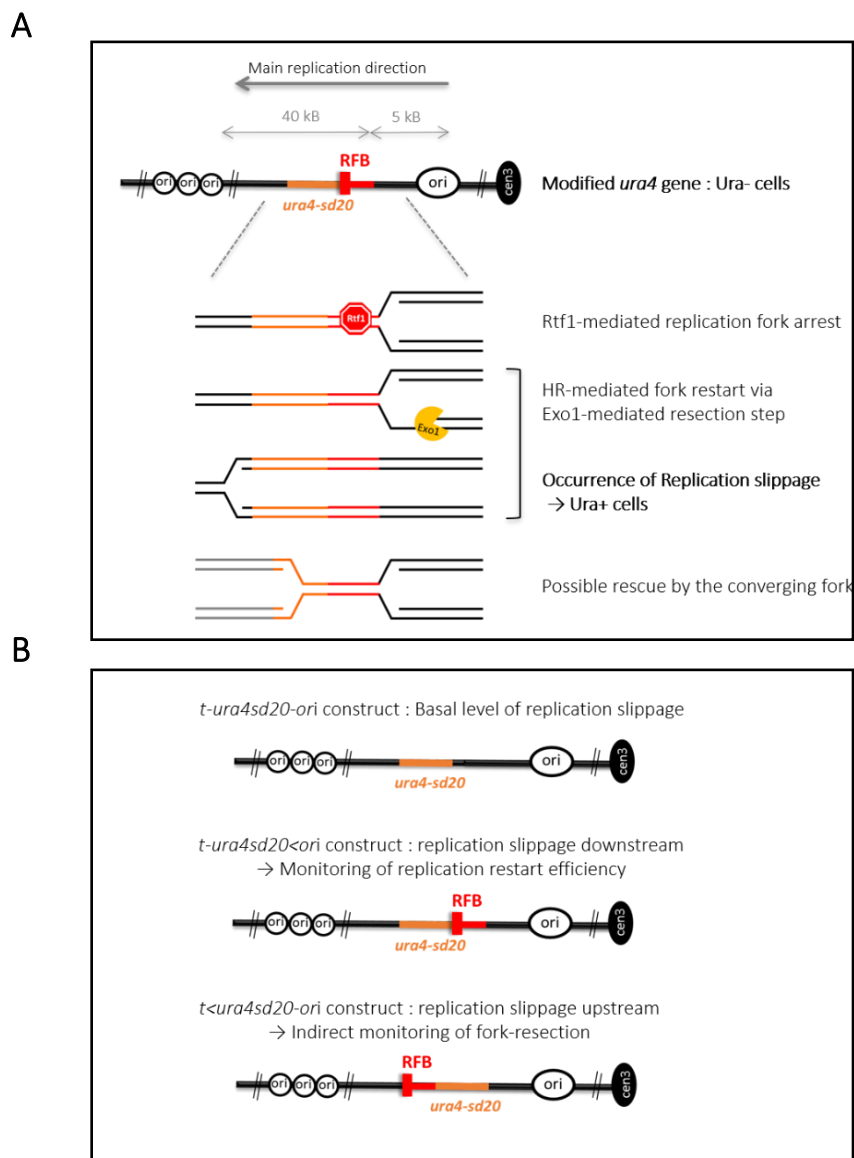 A
Main replication direction
40 kB
5 kB
RFB
ori
ori
ori
ori
cen3
Modified ura4 gene : Ura- cells
ura4-sd20
Rtf1
Rtf1-mediated replication fork arrest
HR-mediated fork restart via
Exo1-mediated resection step
Exo1
Occurrence of Replication slippage
→ Ura+ cells
Possible rescue by the converging fork
B
t-ura4sd20-ori construct : Basal level of replication slippage
ori
ori
ori
ori
cen3
ura4-sd20
t-ura4sd20<ori construct : replication slippage downstream
→ Monitoring of replication restart efficiency
RFB
ori
ori
ori
ori
cen3
ura4-sd20
t<ura4sd20-ori construct : replication slippage upstream
→ Indirect monitoring of fork-resection
RFB
ori
ori
ori
ori
cen3
ura4-sd20